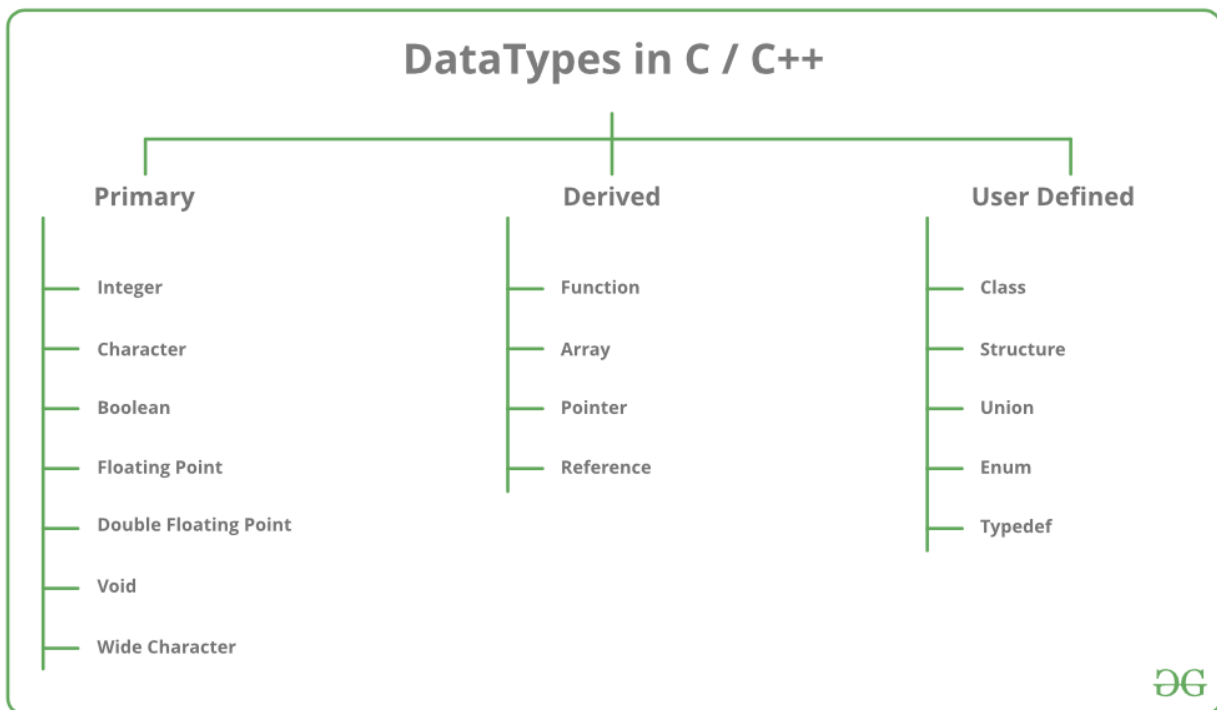 DataTypes in C / C++
Primary
Integer
Character
Boolean
Floating Point
Double Floating Point
Void
Wide Character
Derived
Function
Array
Pointer
Reference
User Defined
Class
Structure
Union
Enum
Typedef